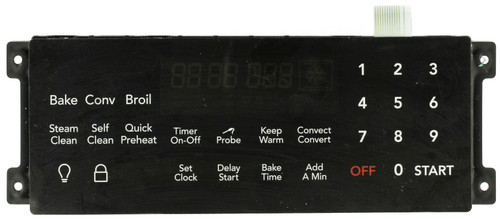 1 2 3
Bake Conv Broil
4 5 6
Steam Clean
Self Clean
Quick Preheat
Timer On-Off
Probe
Keep Warm
Convect Convert
7 8 9
Set Clock
Delay Start
Bake Time
Add A Min
OFF 0 START